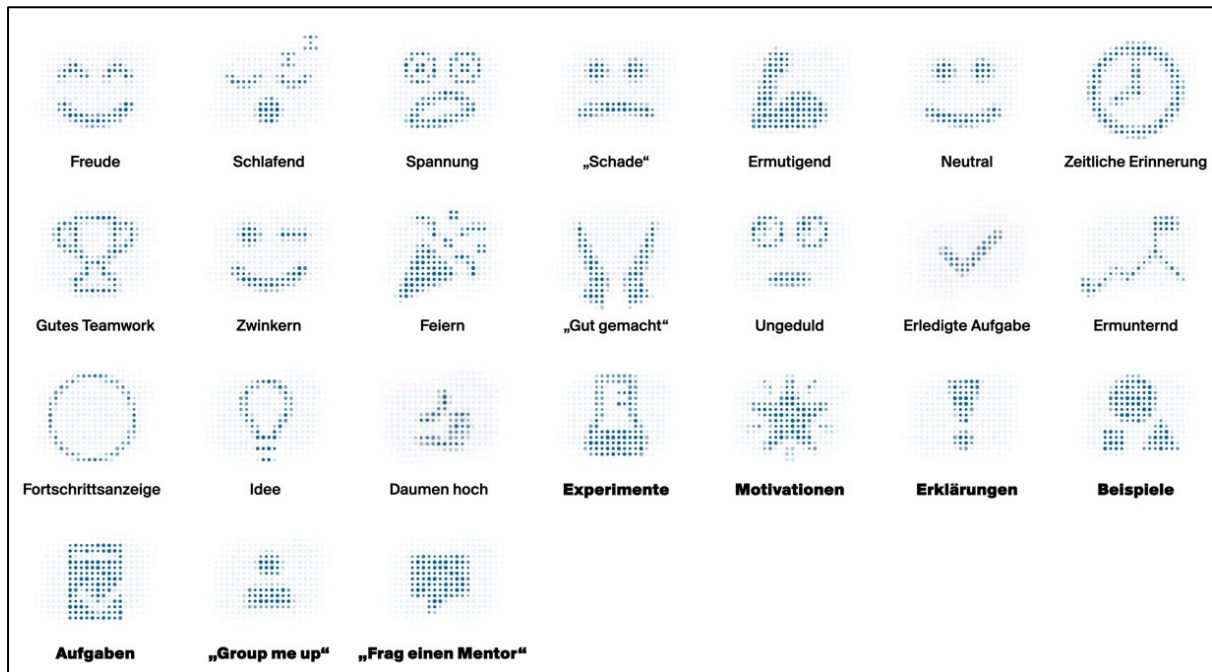 Freude
Schlafend
Spannung
„Schade“
Ermutigend
Neutral
Zeitliche Erinnerung
Gutes Teamwork
Zwinkern
Feiern
„Gut gemacht“
Ungeduld
Erledigte Aufgabe
Ermunternd
Fortschrittsanzeige
Idee
Daumen hoch
Experimente
Motivationen
Erklärungen
Beispiele
Aufgaben
„Group me up“
„Frag einen Mentor“